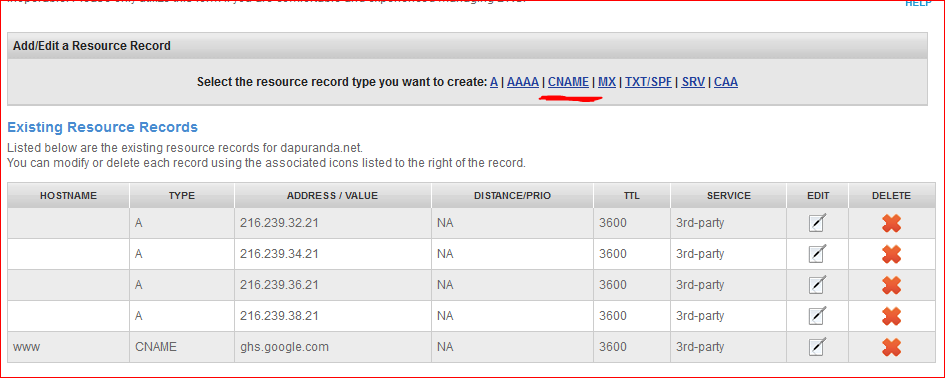 HELP
Add/Edit a Resource Record
Select the resource record type you want to create: A | AAAA | CNAME | MX | TXT/SPF | SRV | CAA
Existing Resource Records
Listed below are the existing resource records for dapuranda.net.
You can modify or delete each record using the associated icons listed to the right of the record.
HOSTNAME TYPE ADDRESS / VALUE DISTANCE/PRIO TTL SERVICE EDIT DELETE
A 216.239.32.21 NA 3600 3rd-party
A 216.239.34.21 NA 3600 3rd-party
A 216.239.36.21 NA 3600 3rd-party
A 216.239.38.21 NA 3600 3rd-party
www CNAME ghs.google.com NA 3600 3rd-party